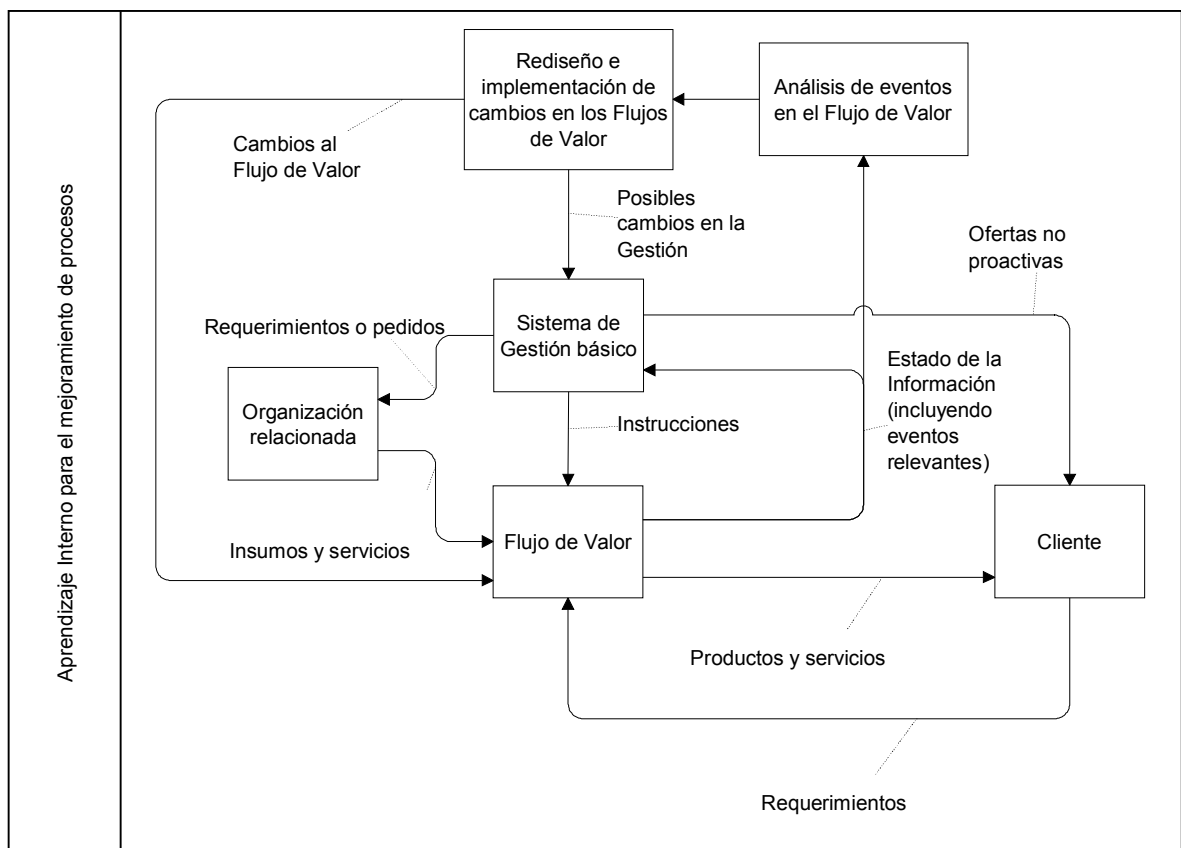 Aprendizaje Interno para el mejoramiento de procesos
Rediseño e
implementación de
cambios en los Flujos
de Valor
Análisis de eventos
en el Flujo de Valor
Cambios al
Flujo de Valor
Posibles
cambios en la
Gestión
Ofertas no
proactivas
Requerimientos o pedidos
Sistema de
Gestión básico
Estado de la
Información
(incluyendo
eventos
relevantes)
Organización
relacionada
Instrucciones
Insumos y servicios
Flujo de Valor
Cliente
Productos y servicios
Requerimientos